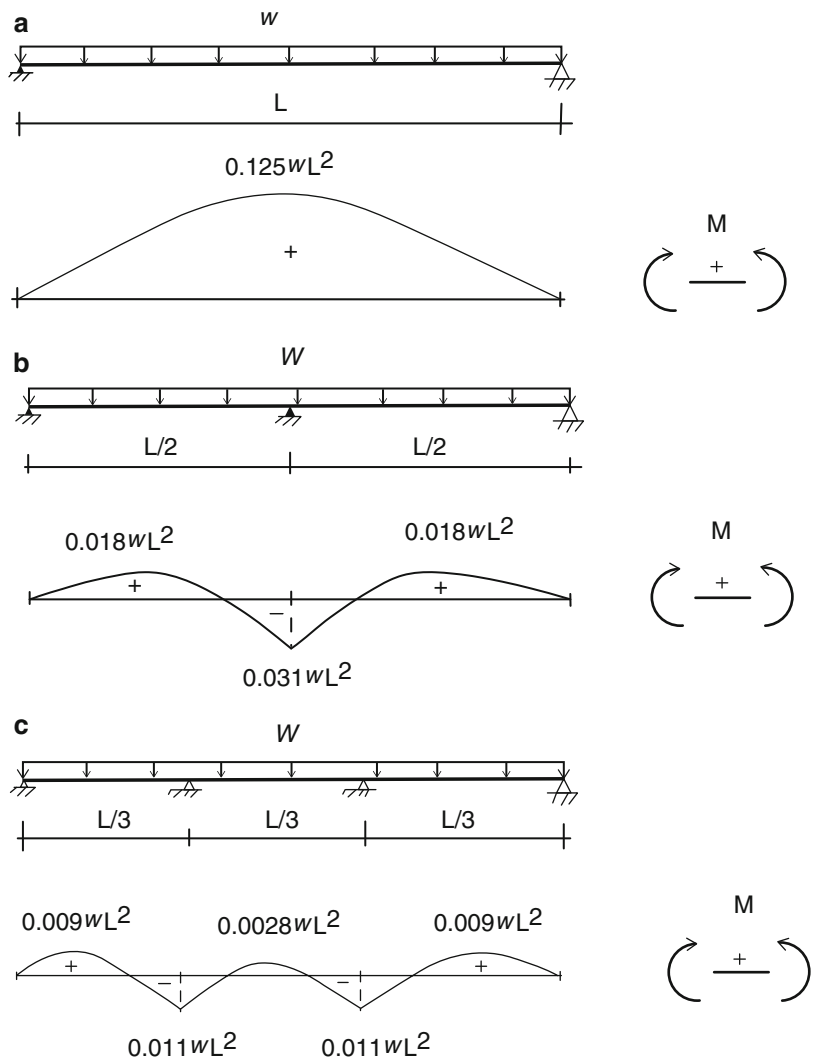 a
w
L
0.125wL²
M
+
+
b
W
L/2 L/2
0.018wL² 0.018wL²
M
+ + +
−
0.031wL²
c
W
L/3 L/3 L/3
0.009wL² 0.0028wL² 0.009wL²
M
+ − − + +
0.011wL² 0.011wL²